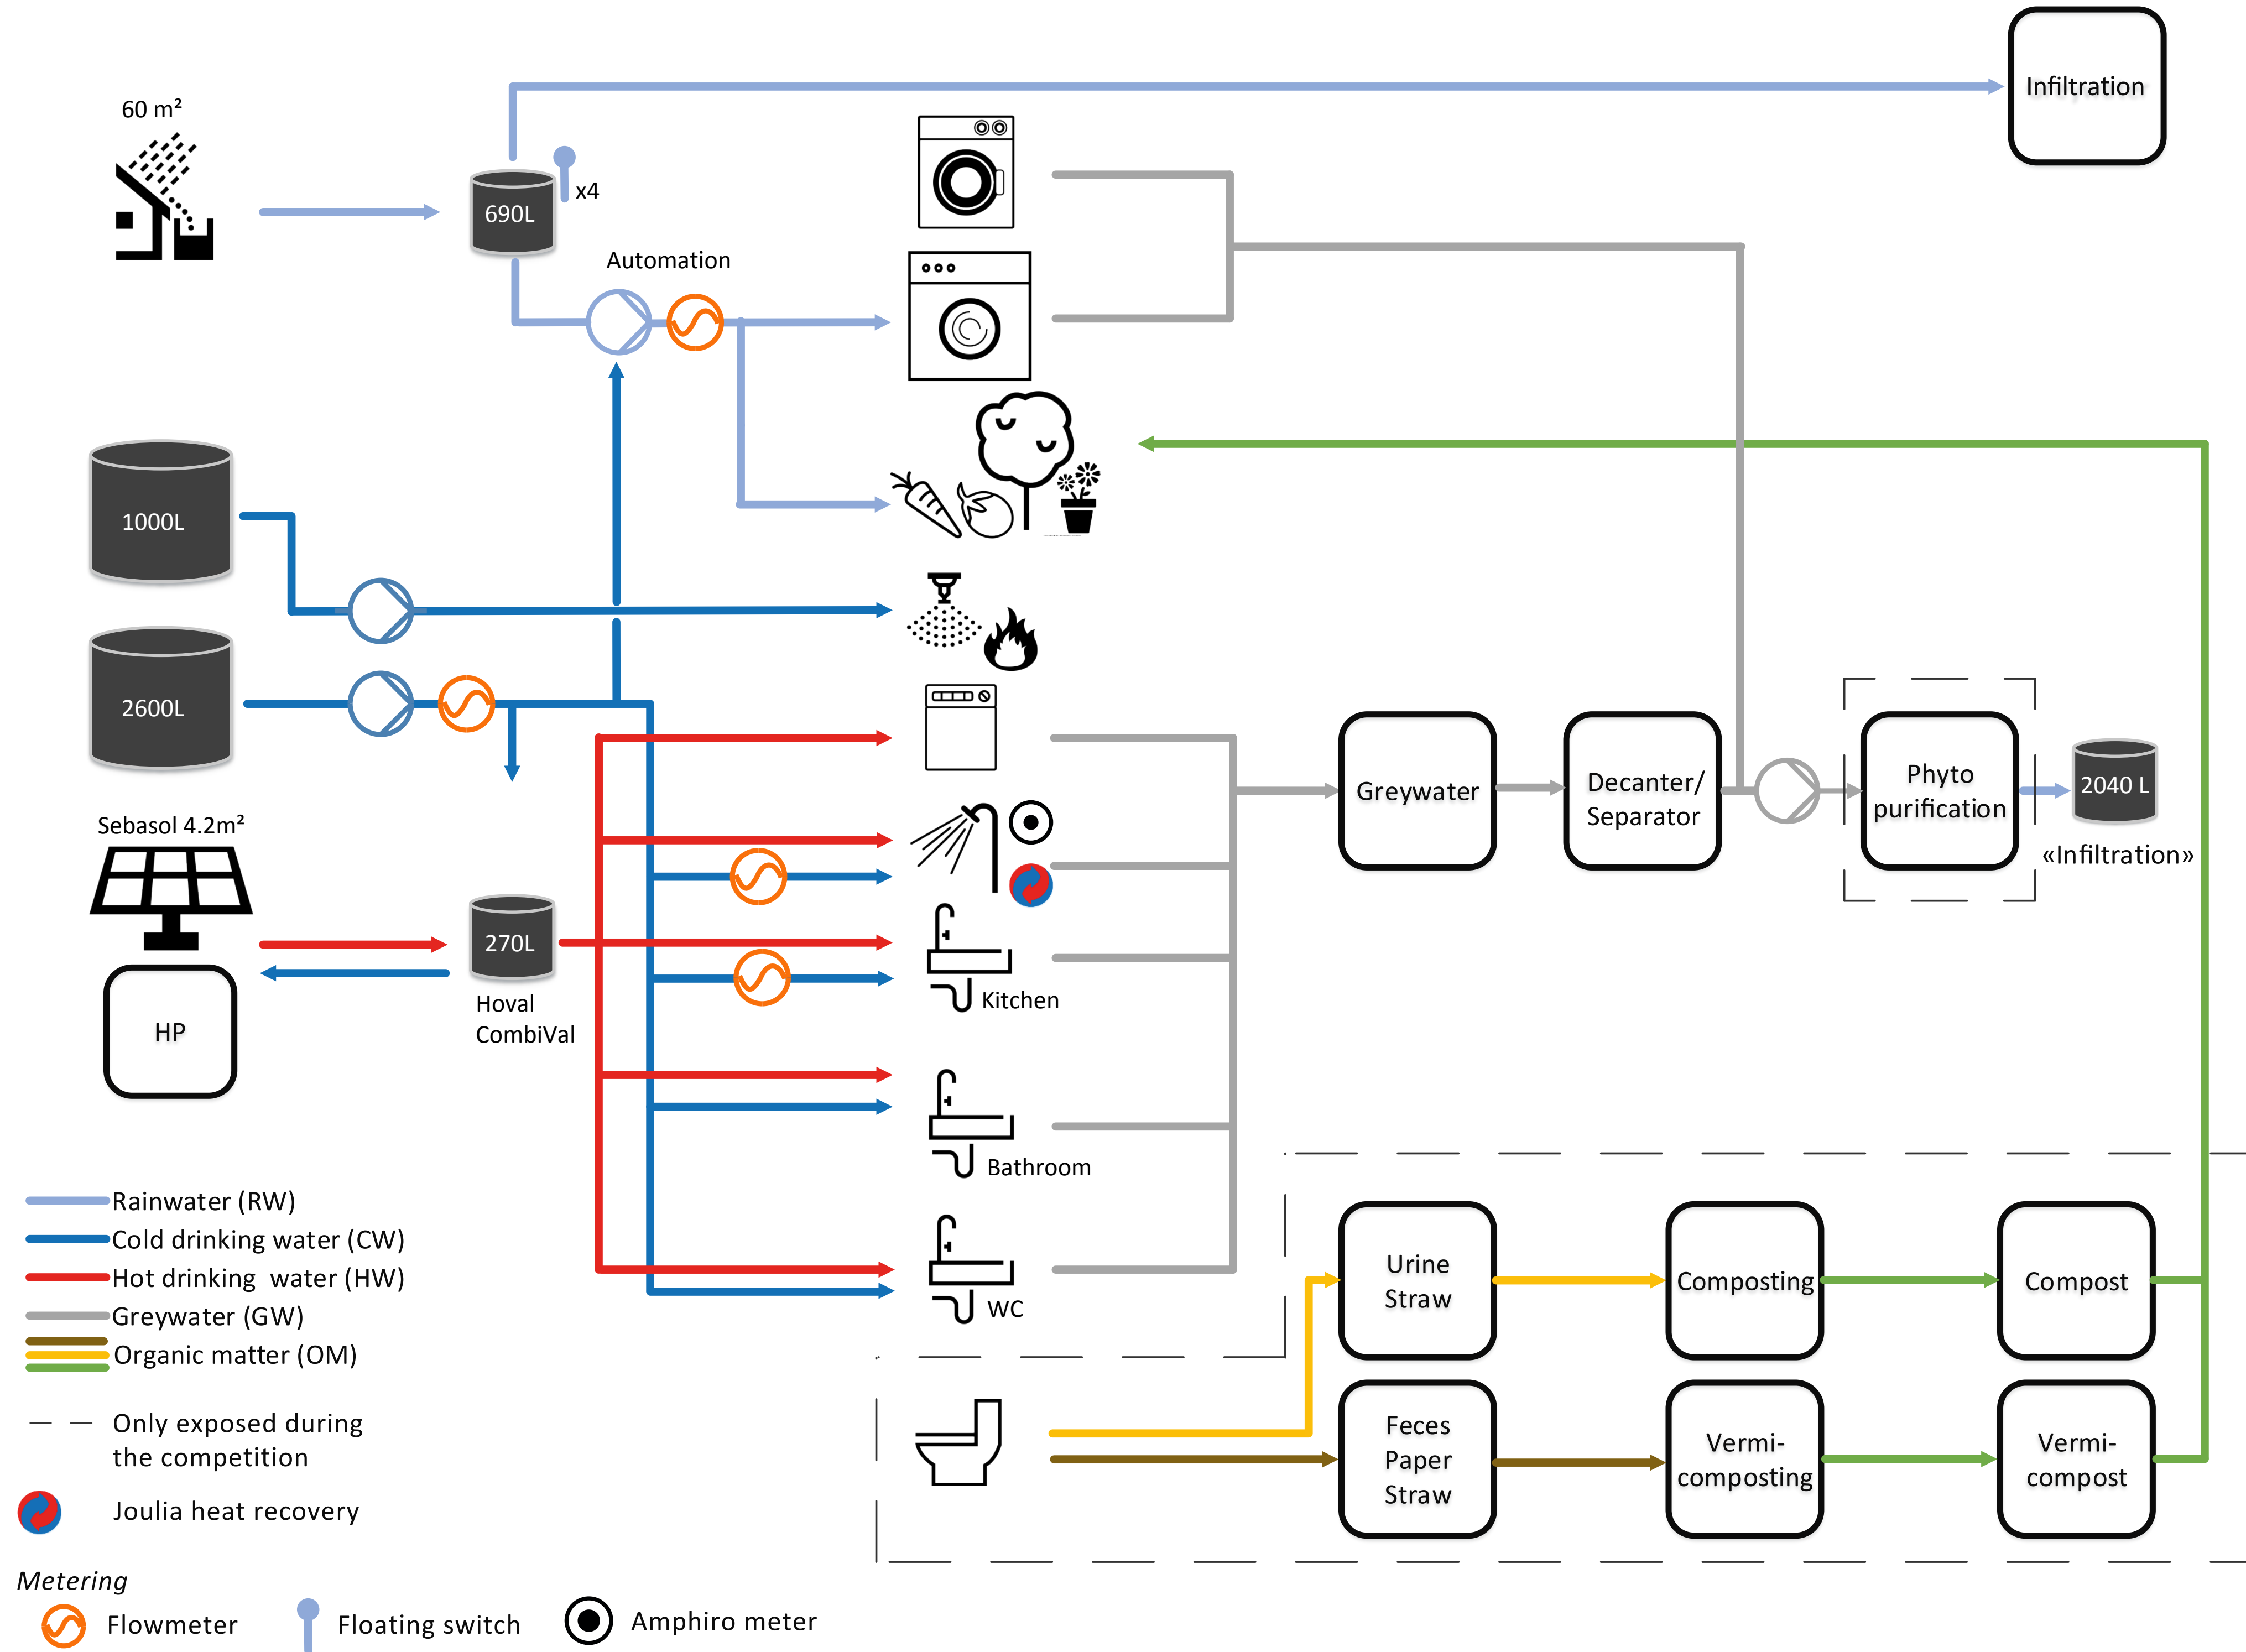 Infiltration
60 m²
x4
690L
Automation
1000L
2600L
Sebasol 4.2m²
270L
Hoval
CombiVal
HP
Kitchen
Bathroom
WC
Greywater
Decanter/
Separator
Phyto
purification
2040 L
«Infiltration»
Rainwater (RW)
Cold drinking water (CW)
Hot drinking water (HW)
Greywater (GW)
Organic matter (OM)
Only exposed during
the competition
Joulia heat recovery
Urine
Straw
Composting
Compost
Feces
Paper
Straw
Vermi-
composting
Vermi-
compost
Metering
Flowmeter
Floating switch
Amphiro meter